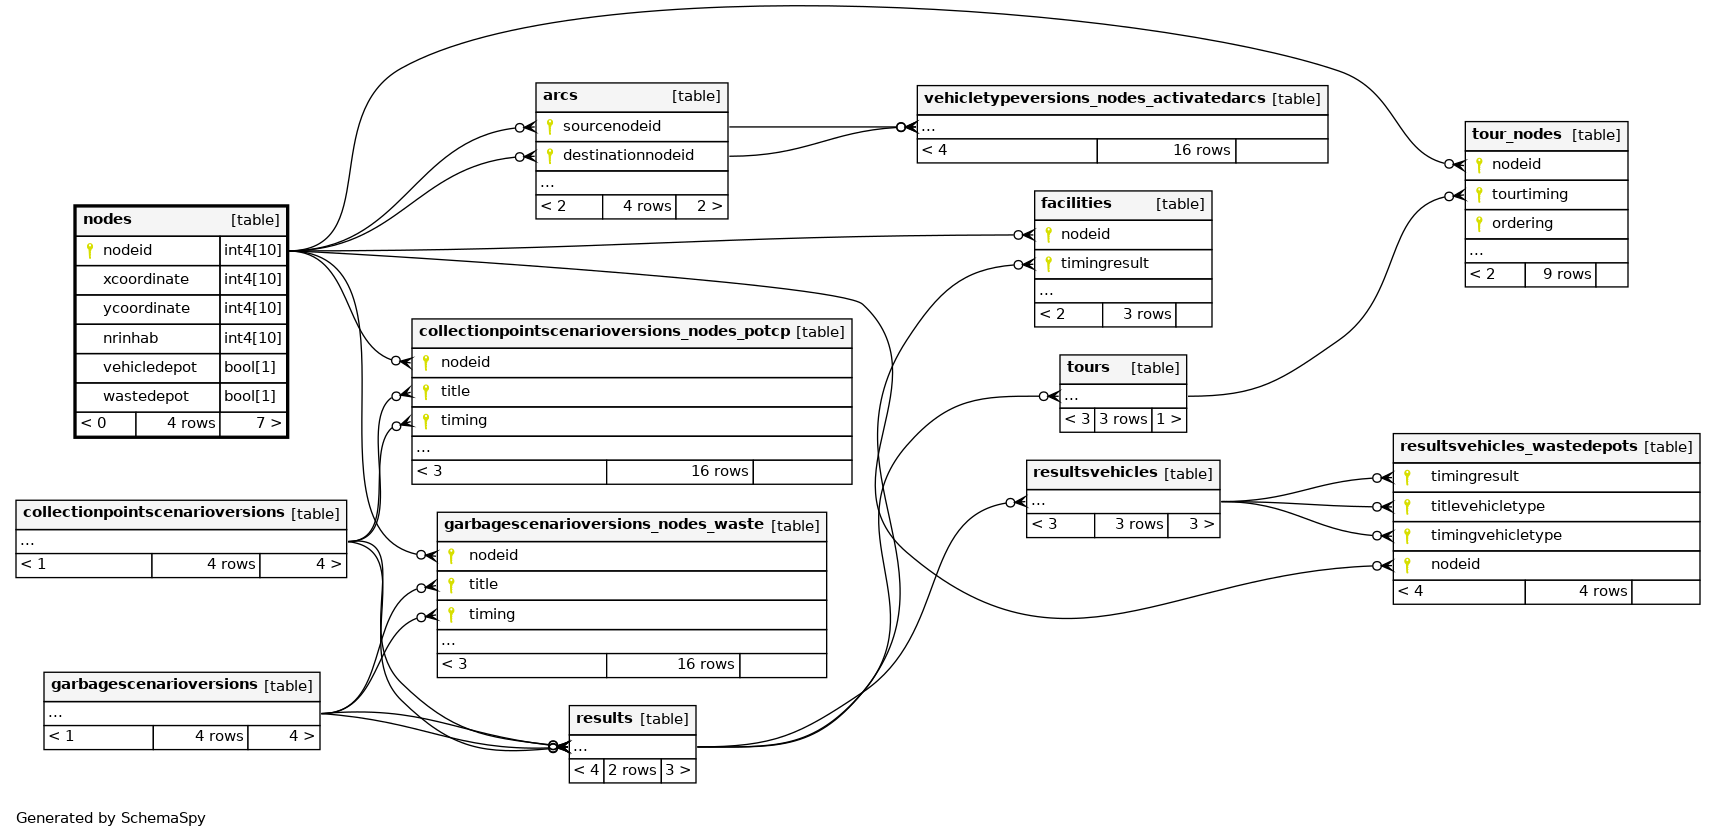 nodes [table]
nodeid int4[10]
xcoordinate int4[10]
ycoordinate int4[10]
nrinhab int4[10]
vehicledepot bool[1]
wastedepot bool[1]
< 0 4 rows 7 >
collectionpointscenarioversions [table]
...
< 1 4 rows 4 >
garbagescenarioversions [table]
...
< 1 4 rows 4 >
arcs [table]
sourcenodeid
destinationnodeid
...
< 2 4 rows 2 >
collectionpointscenarioversions_nodes_potcp [table]
nodeid
title
timing
...
< 3 16 rows
garbagescenarioversions_nodes_waste [table]
nodeid
title
timing
...
< 3 16 rows
results [table]
...
< 4 2 rows 3 >
vehicletypeversions_nodes_activatedarcs [table]
...
< 4 16 rows
facilities [table]
nodeid
timingresult
...
< 2 3 rows
tours [table]
...
< 3 3 rows 1 >
resultsvehicles [table]
...
< 3 3 rows 3 >
tour_nodes [table]
nodeid
tourtiming
ordering
...
< 2 9 rows
resultsvehicles_wastedepots [table]
timingresult
titlevehicletype
timingvehicletype
nodeid
< 4 4 rows
Generated by SchemaSpy